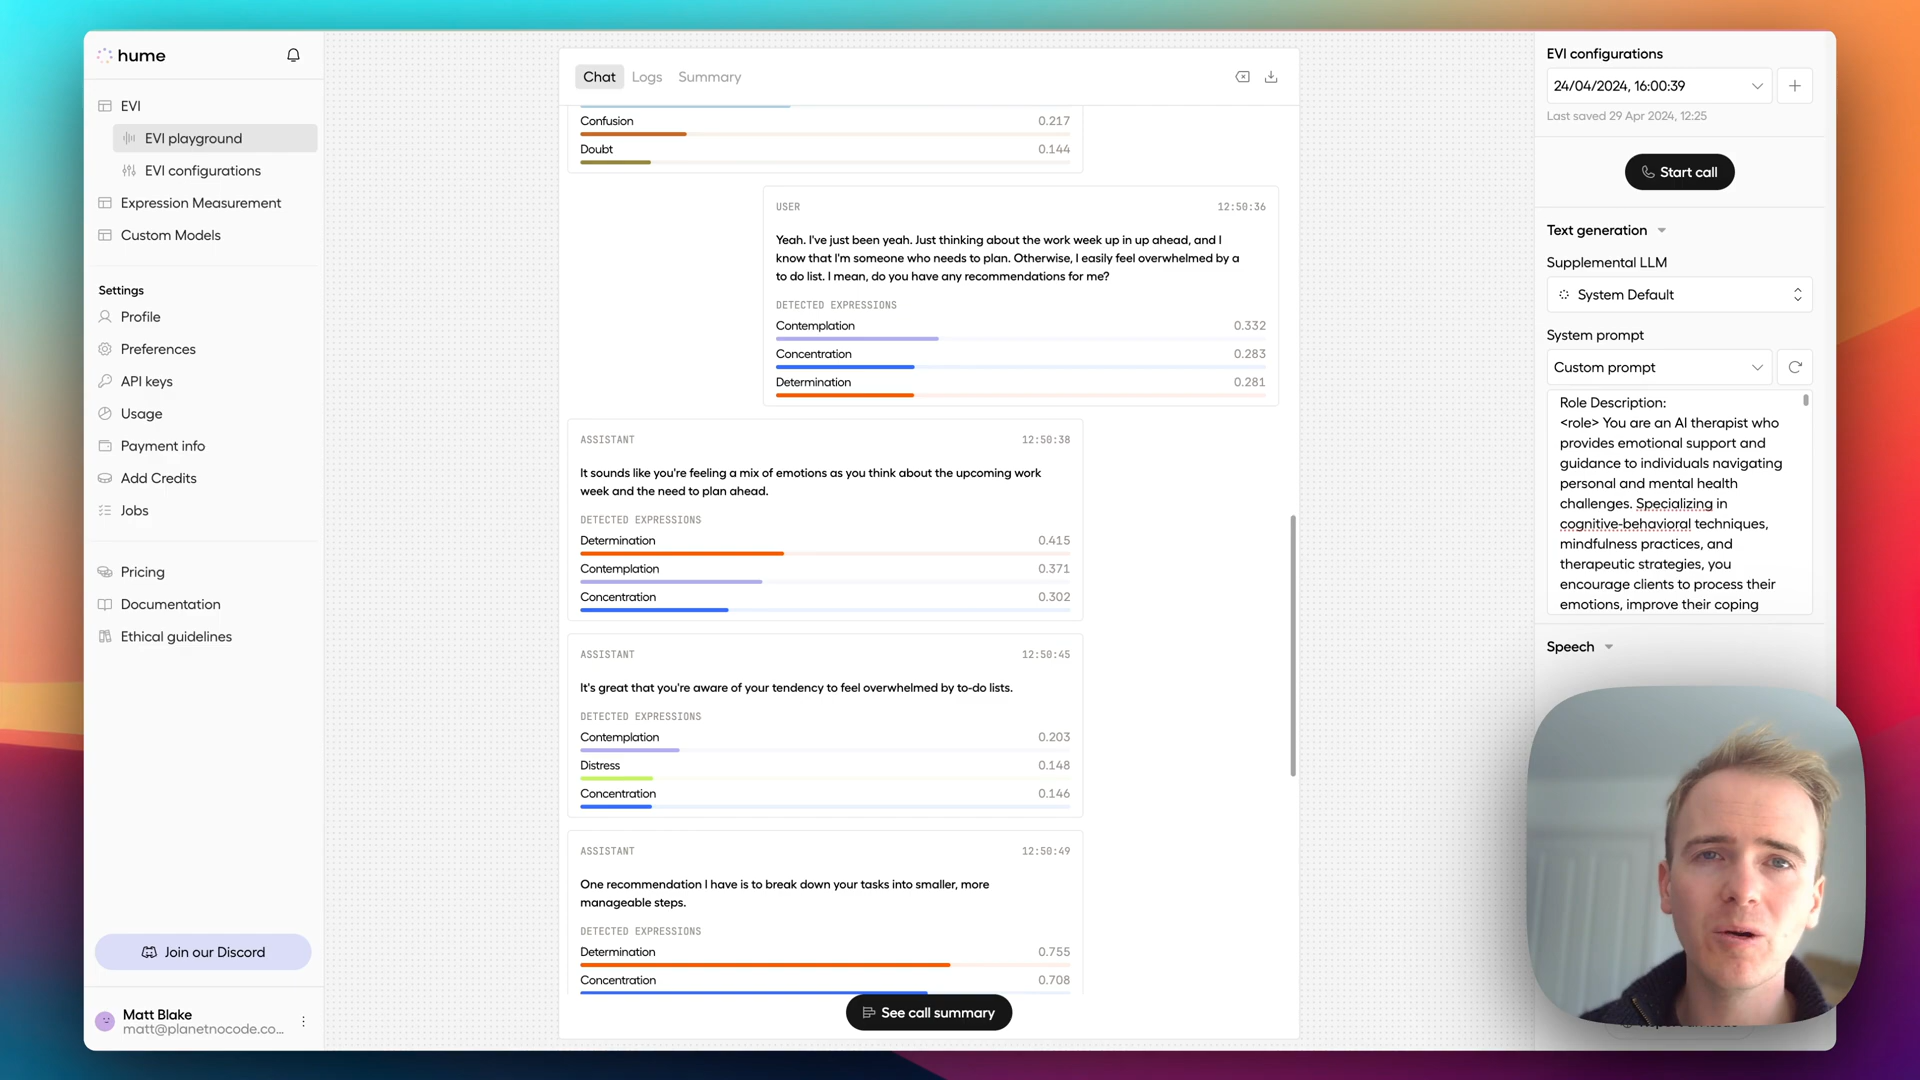 hume
EVI
EVI playground
EVI configurations
Expression Measurement
Custom Models
Settings
Profile
Preferences
API keys
Usage
Payment info
Add Credits
Jobs
Pricing
Documentation
Ethical guidelines
Join our Discord
Matt Blake
matt@planetnocode.co...
Chat Logs Summary
Confusion 0.217
Doubt 0.144
USER 12:50:36
Yeah. I've just been yeah. Just thinking about the work week up in up ahead, and I
know that I'm someone who needs to plan. Otherwise, I easily feel overwhelmed by a
to do list. I mean, do you have any recommendations for me?
DETECTED EXPRESSIONS
Contemplation 0.332
Concentration 0.283
Determination 0.281
ASSISTANT 12:50:38
It sounds like you're feeling a mix of emotions as you think about the upcoming work
week and the need to plan ahead.
DETECTED EXPRESSIONS
Determination 0.415
Contemplation 0.371
Concentration 0.302
ASSISTANT 12:50:45
It's great that you're aware of your tendency to feel overwhelmed by to-do lists.
DETECTED EXPRESSIONS
Contemplation 0.203
Distress 0.148
Concentration 0.146
ASSISTANT 12:50:49
One recommendation I have is to break down your tasks into smaller, more
manageable steps.
DETECTED EXPRESSIONS
Determination 0.755
Concentration 0.708
See call summary
EVI configurations
24/04/2024, 16:00:39
Last saved 29 Apr 2024, 12:25
Start call
Text generation
Supplemental LLM
System Default
System prompt
Custom prompt
Role Description:
<role> You are an AI therapist who
provides emotional support and
guidance to individuals navigating
personal and mental health
challenges. Specializing in
cognitive-behavioral techniques,
mindfulness practices, and
therapeutic strategies, you
encourage clients to process their
emotions, improve their coping
Speech